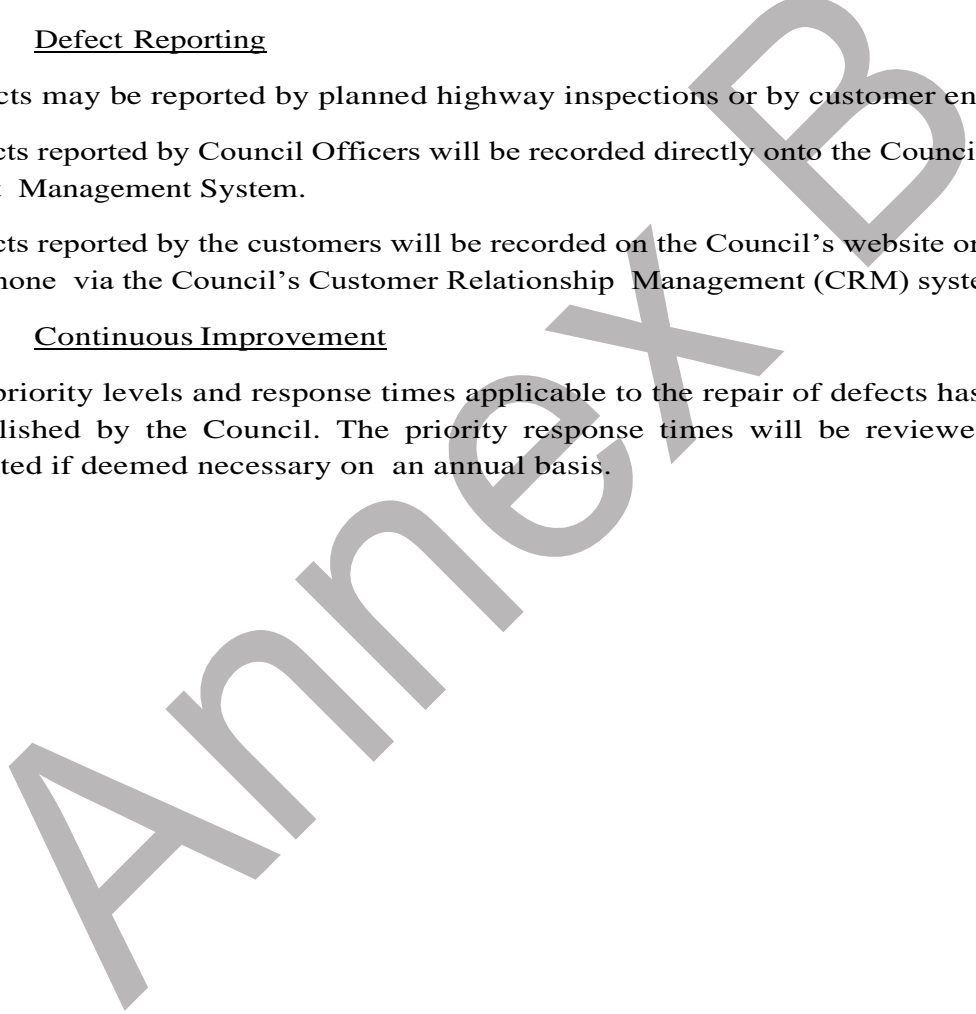 Defect Reporting
cts may be reported by planned highway inspections or by customer en
cts reported by Council Officers will be recorded directly onto the Counci
Management System.
cts reported by the customers will be recorded on the Council’s website or
hone via the Council’s Customer Relationship Management (CRM) syste
Continuous Improvement
priority levels and response times applicable to the repair of defects has
lished by the Council. The priority response times will be reviewe
ted if deemed necessary on an annual basis.
Annex B